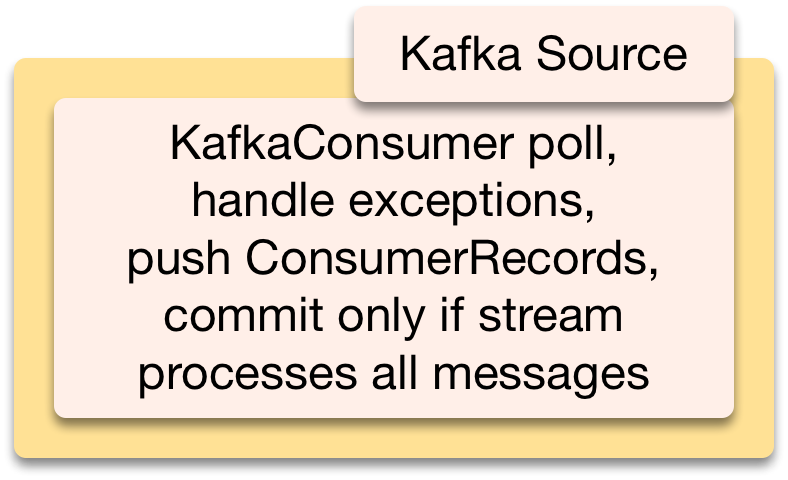 Kafka Source
KafkaConsumer poll,
handle exceptions,
push ConsumerRecords,
commit only if stream
processes all messages